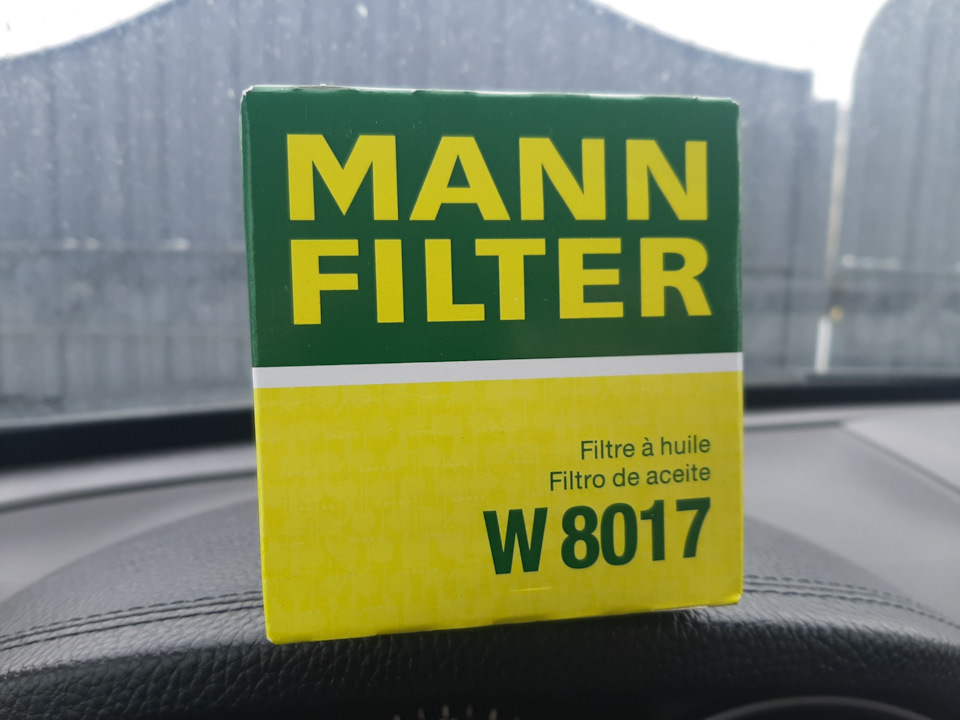 MANN
FILTER
Filtre à huile
Filtro de aceite
W 8017